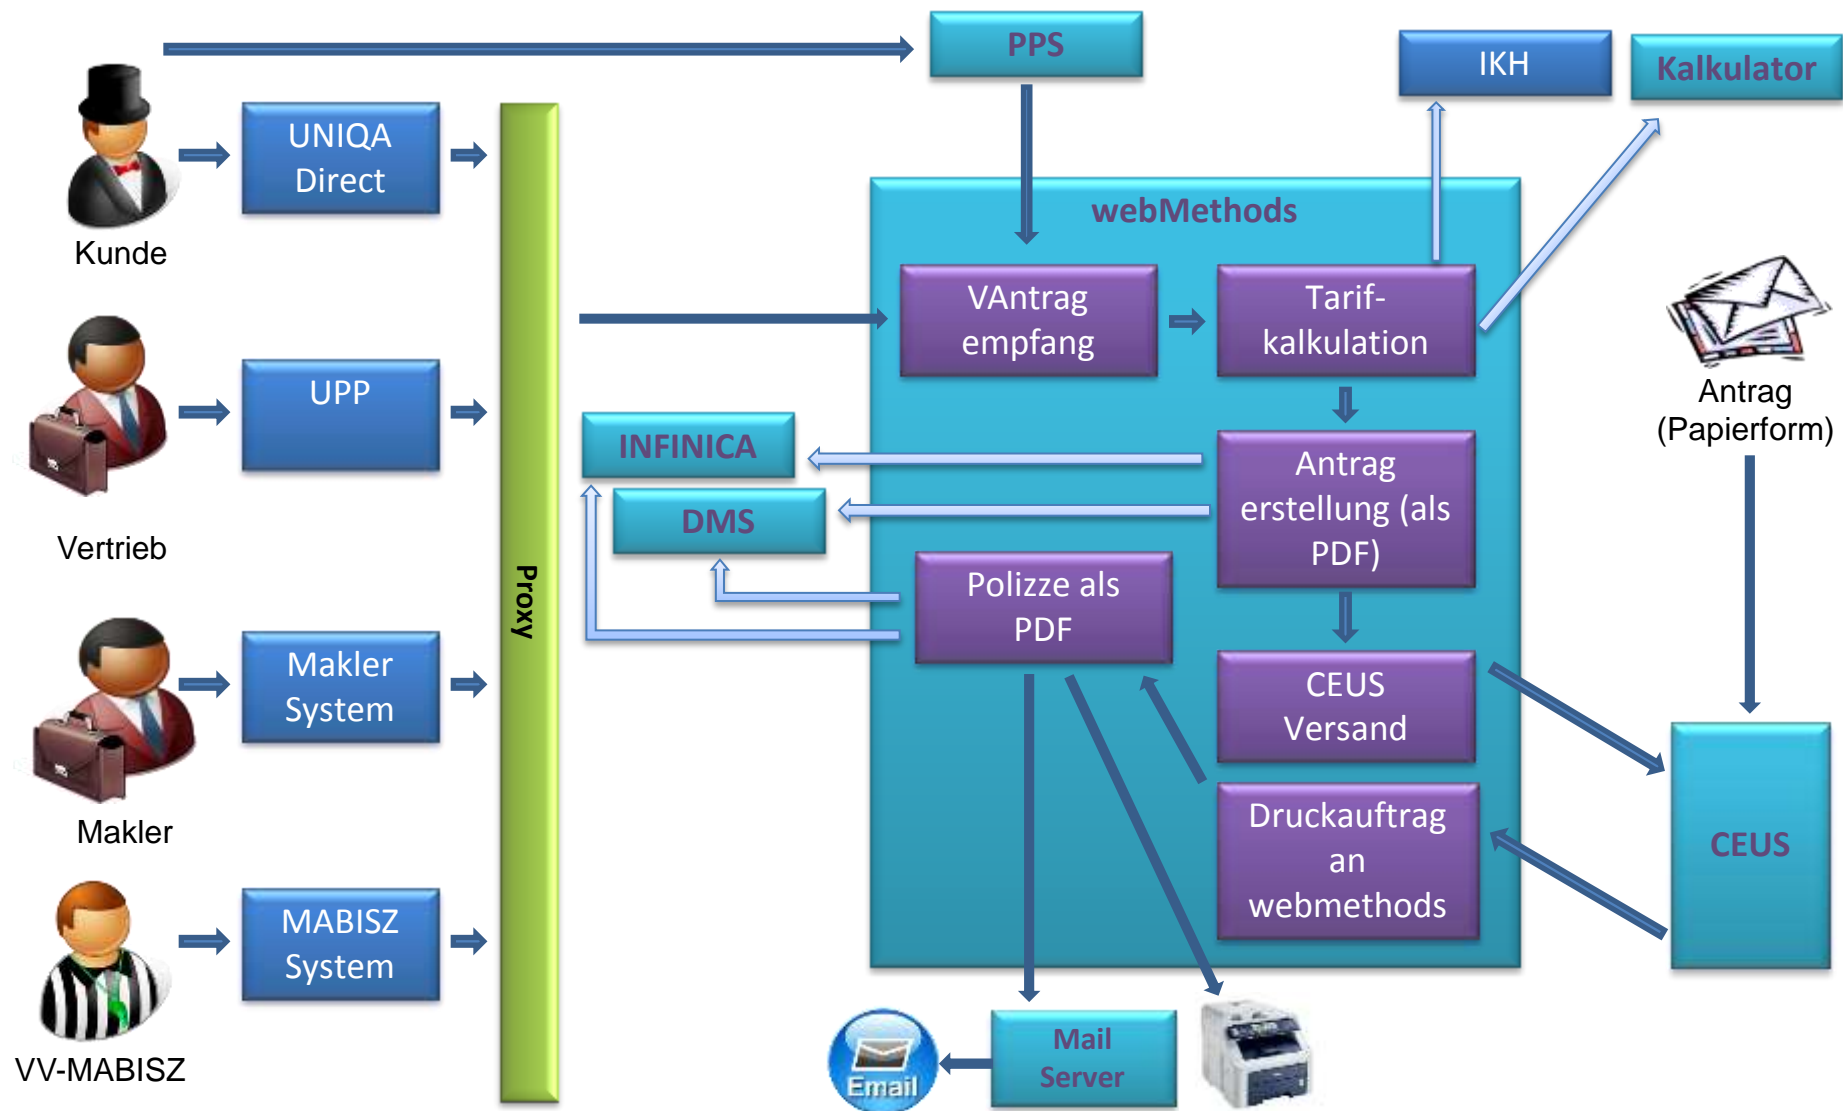 PPS
IKH
Kalkulator
UNIQA
Direct
Kunde
webMethods
VAntrag
empfang
Tarif-
kalkulation
Antrag
(Papierform)
UPP
Vertrieb
INFINICA
DMS
Antrag
erstellung (als
PDF)
Proxy
Polizze als
PDF
Makler
System
Makler
CEUS
Versand
Druckauftrag
an
webmethods
CEUS
MABISZ
System
VV-MABISZ
Email
Mail
Server